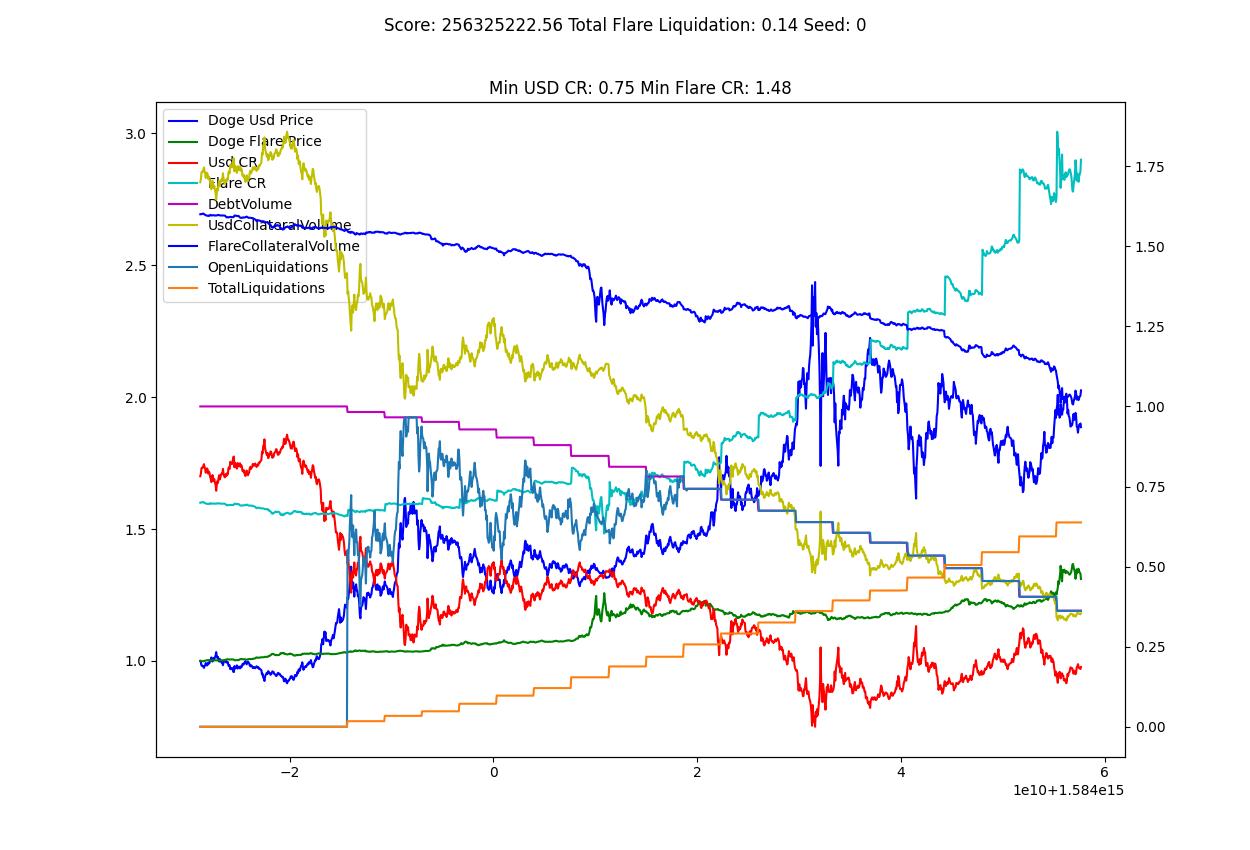 Score: 256325222.56 Total Flare Liquidation: 0.14 Seed: 0
Min USD CR: 0.75 Min Flare CR: 1.48
Doge Usd Price
Doge Flare Price
Usd CR
Flare CR
DebtVolume
UsdCollateralVolume
FlareCollateralVolume
OpenLiquidations
TotalLiquidations
3.0
2.5
2.0
1.5
1.0
1.75
1.50
1.25
1.00
0.75
0.50
0.25
0.00
−2
0
2
4
6
1e10+1.584e15